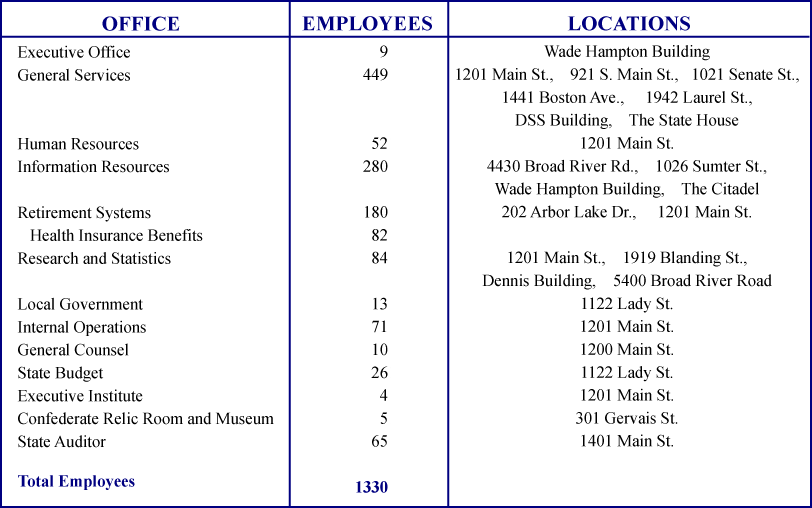 OFFICE EMPLOYEES LOCATIONS
Executive Office 9 Wade Hampton Building
General Services 449 1201 Main St., 921 S. Main St., 1021 Senate St.,
1441 Boston Ave., 1942 Laurel St.,
DSS Building, The State House
Human Resources 52 1201 Main St.
Information Resources 280 4430 Broad River Rd., 1026 Sumter St.,
Wade Hampton Building, The Citadel
Retirement Systems 180 202 Arbor Lake Dr., 1201 Main St.
Health Insurance Benefits 82
Research and Statistics 84 1201 Main St., 1919 Blanding St.,
Dennis Building, 5400 Broad River Road
Local Government 13 1122 Lady St.
Internal Operations 71 1201 Main St.
General Counsel 10 1200 Main St.
State Budget 26 1122 Lady St.
Executive Institute 4 1201 Main St.
Confederate Relic Room and Museum 5 301 Gervais St.
State Auditor 65 1401 Main St.
Total Employees 1330